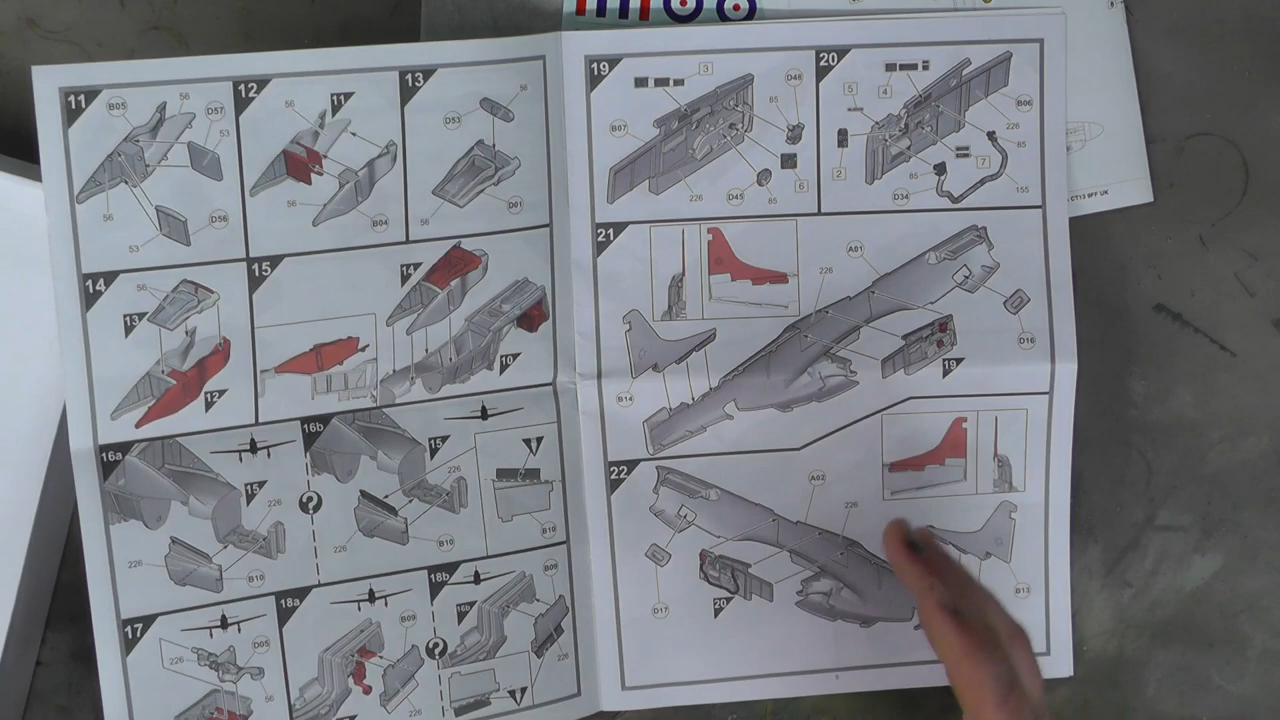 11
B05
56
D57
53
56
53
D56
12
56
11
56
B04
13
D53
56
56
D01
14
56
13
12
15
14
10
16a
15
226
226
B10
16b
15
226
226
B10
B10
17
D05
226
56
18a
B09
226
18b
16b
B09
226
19
3
D48
85
B07
6
226
D45
85
20
4
5
B06
226
85
2
7
85
D34
155
CT13 9FF UK
21
A01
226
D16
B14
19
22
A02
226
D17
20
B13